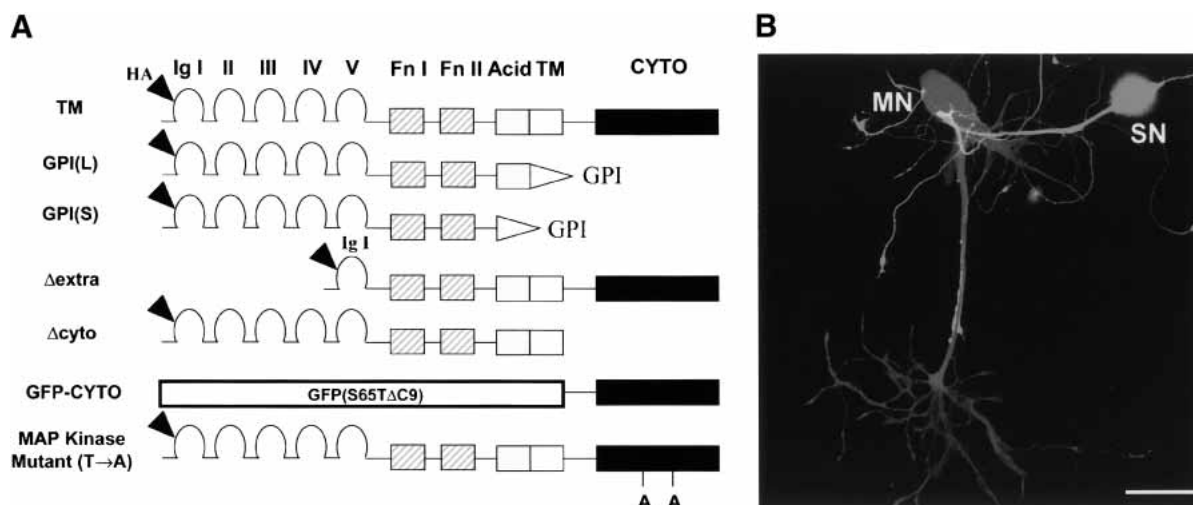 A
B
Ig I II III IV V Fn I Fn II Acid TM CYTO
HA
TM
GPI(L)
GPI
GPI(S)
GPI
Ig I
Δextra
Δcyto
GFP-CYTO
GFP(S65TΔC9)
MAP Kinase
Mutant (T→A)
A A
MN
SN